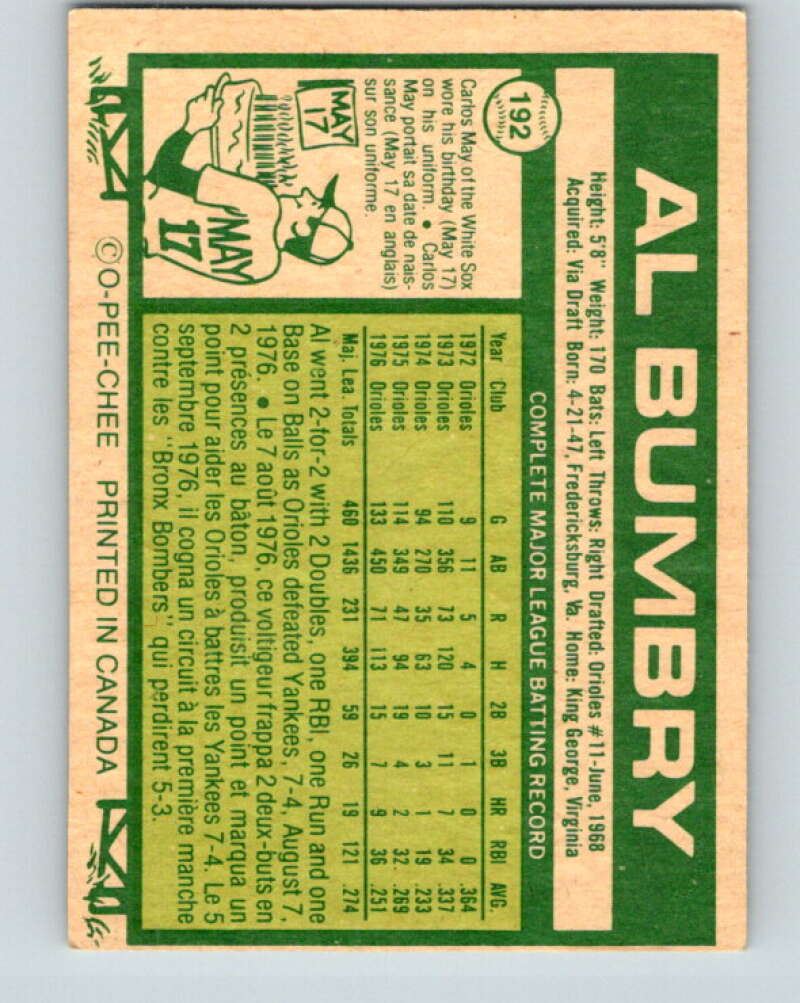 AL BUMBRY
192
Height: 5'8" Weight: 170 Bats: Left Throws: Right Drafted: Orioles #11-June, 1968
Acquired: Via Draft Born: 4-21-47, Fredericksburg, Va. Home: King George, Virginia
COMPLETE MAJOR LEAGUE BATTING RECORD
Carlos May of the White Sox
wore his birthday (May 17)
on his uniform. • Carlos
May portait sa date de nais-
sance (May 17 en anglais)
sur son uniforme.
MAY
17
MAY
17
Year Club G AB R H 2B 3B HR RBI AVG.
1972 Orioles 9 11 5 4 0 1 0 0 .364
1973 Orioles 110 356 73 120 15 11 7 34 .337
1974 Orioles 94 270 35 63 10 3 1 19 .233
1975 Orioles 114 349 47 94 19 4 2 32 .269
1976 Orioles 133 450 71 113 15 7 9 36 .251
Maj. Lea. Totals 460 1436 231 394 59 26 19 121 .274
Al went 2-for-2 with 2 Doubles, one RBI, one Run and one
Base on Balls as Orioles defeated Yankees, 7-4, August 7,
1976. • Le 7 août 1976, ce voltigeur frappa 2 deux-buts en
2 présences au bâton, produisit un point et marqua un
point pour aider les Orioles à battres les Yankees 7-4. Le 5
septembre 1976, il cogna un circuit à la première manche
contre les "Bronx Bombers" qui perdirent 5-3.
©O-PEE-CHEE PRINTED IN CANADA